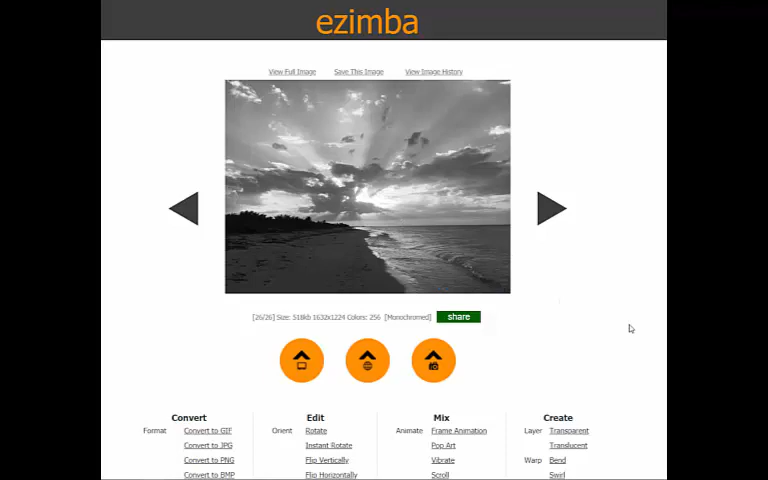 ezimba
View Full Image Save This Image View Image History
[26/26] Size: 518kb 1632x1224 Colors: 256 [Monochromed] share
Convert Edit Mix Create
Format Convert to GIF Orient Rotate Animate Frame Animation Layer Transparent
Convert to JPG Instant Rotate Pop Art Translucent
Convert to PNG Flip Vertically Vibrate Warp Bend
Convert to BMP Flip Horizontally Scroll Swirl